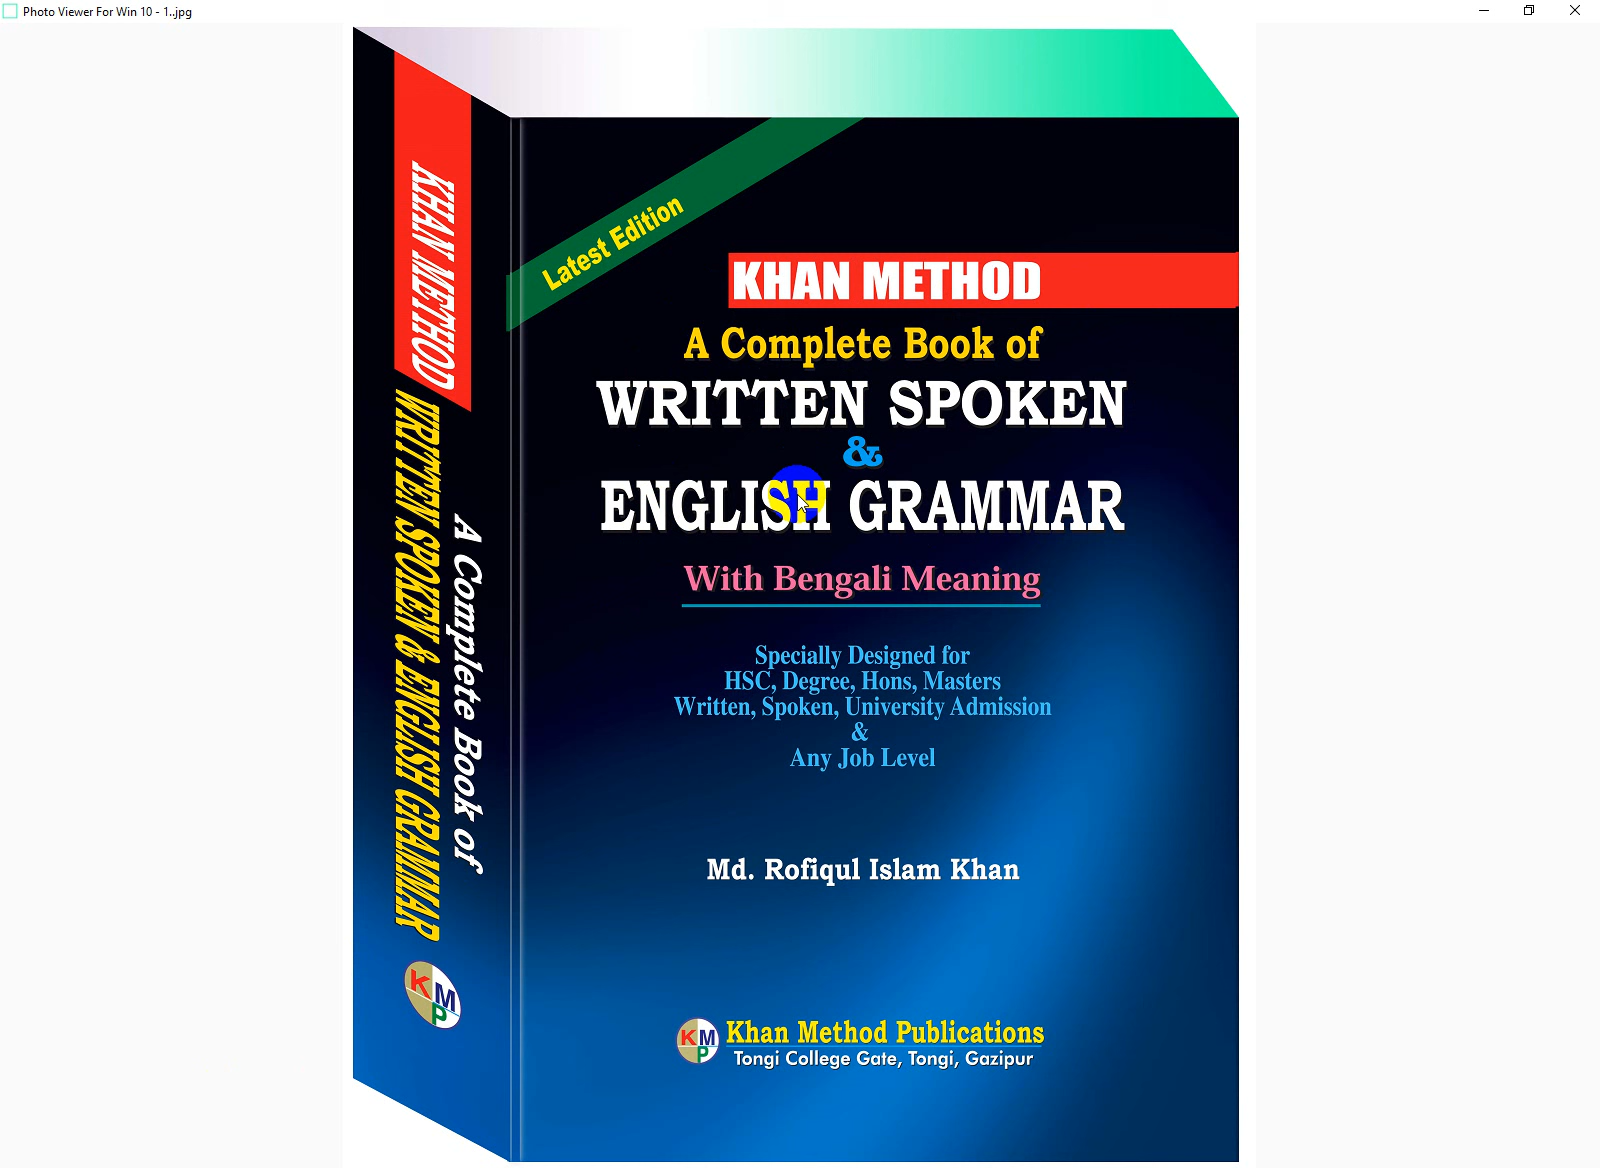 Photo Viewer For Win 10 - 1..jpg
Latest Edition
KHAN METHOD
A Complete Book of
WRITTEN SPOKEN
&
ENGLISH GRAMMAR
With Bengali Meaning
Specially Designed for
HSC, Degree, Hons, Masters
Written, Spoken, University Admission
&
Any Job Level
Md. Rofiqul Islam Khan
KMP
Khan Method Publications
Tongi College Gate, Tongi, Gazipur
KHAN METHOD
A Complete Book of
WRITTEN SPOKEN & ENGLISH GRAMMAR
KMP